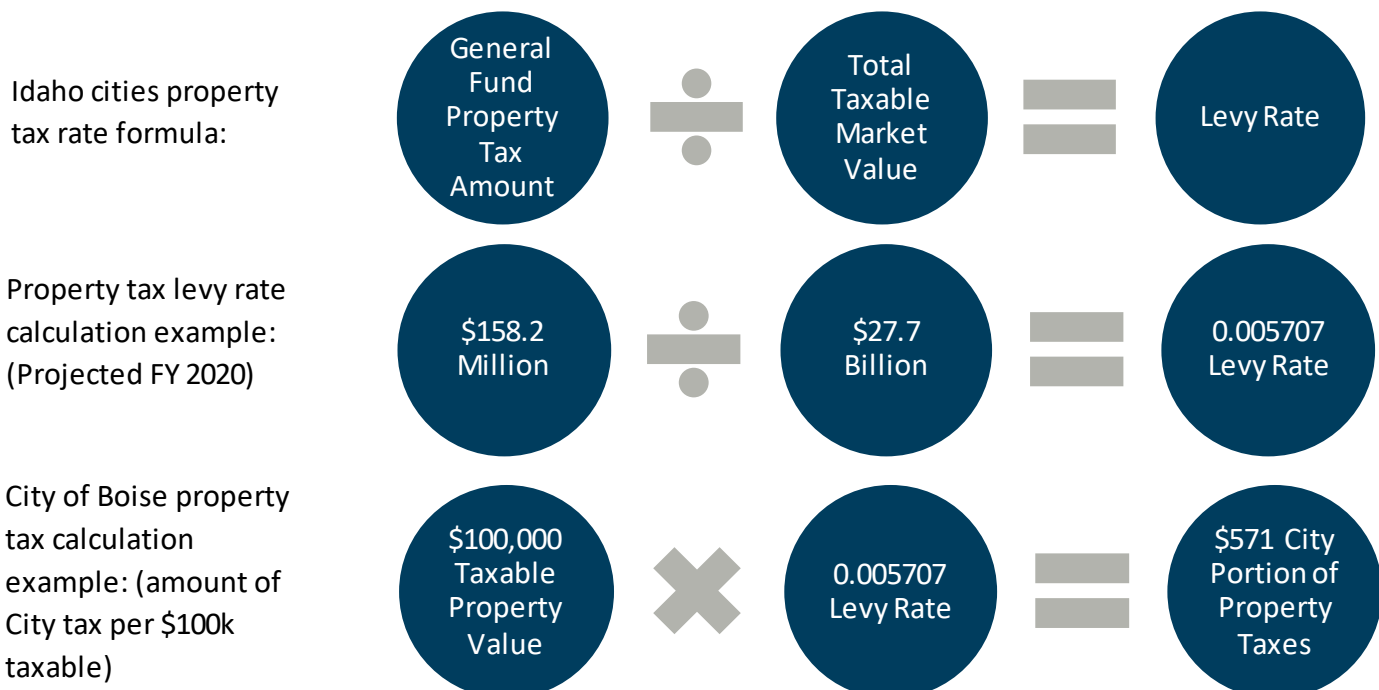 Idaho cities property
tax rate formula:
General
Fund
Property
Tax
Amount
Total
Taxable
Market
Value
Levy Rate
Property tax levy rate
calculation example:
(Projected FY 2020)
$158.2
Million
$27.7
Billion
0.005707
Levy Rate
City of Boise property
tax calculation
example: (amount of
City tax per $100k
taxable)
$100,000
Taxable
Property
Value
0.005707
Levy Rate
$571 City
Portion of
Property
Taxes